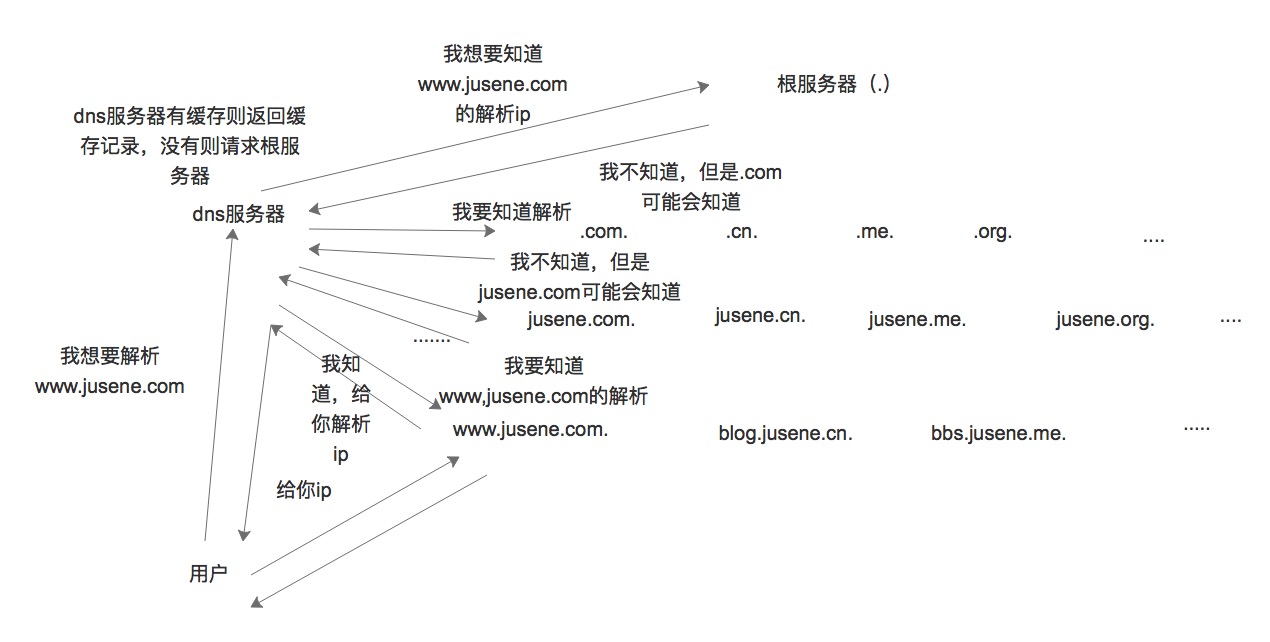 我想要知道
www.jusene.com
的解析ip
根服务器（.）
dns服务器有缓存则返回缓
存记录，没有则请求根服
务器
我不知道，但是.com
可能会知道
dns服务器
我要知道解析
.com.
.cn.
.me.
.org.
....
我不知道，但是
jusene.com可能会知道
jusene.com.
jusene.cn.
jusene.me.
jusene.org.
....
.......
我想要解析
www.jusene.com
我知
道，给
你解析
ip
我要知道
www,jusene.com的解析
www.jusene.com.
blog.jusene.cn.
bbs.jusene.me.
.....
给你ip
用户